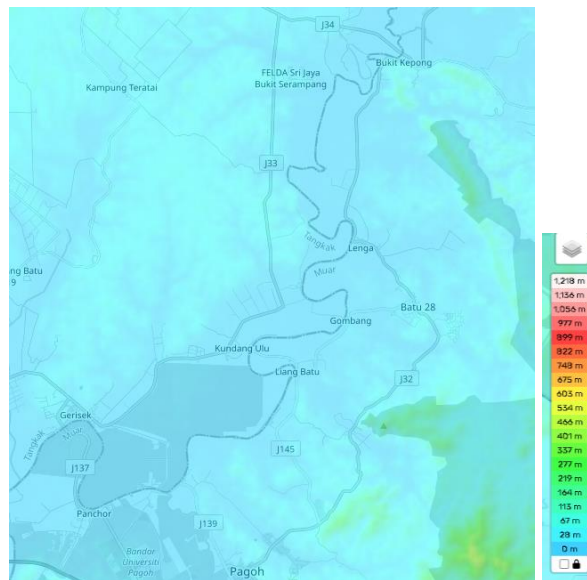 J34
Bukit Kepong
FELDA Sri Jaya
Bukit Serampang
Kampung Teratai
J33
Tangkak
Muar
Lenga
ng Batu
9
Batu 28
Gombang
Kundang Ulu
Liang Batu
J32
Gerisek
Tangkak
Muar
J145
J137
Panchor
J139
Bandar
Universiti
Pagoh
Pagoh
1,218 m
1,136 m
1,056 m
977 m
899 m
822 m
748 m
675 m
603 m
534 m
466 m
401 m
337 m
277 m
219 m
164 m
113 m
67 m
28 m
0 m